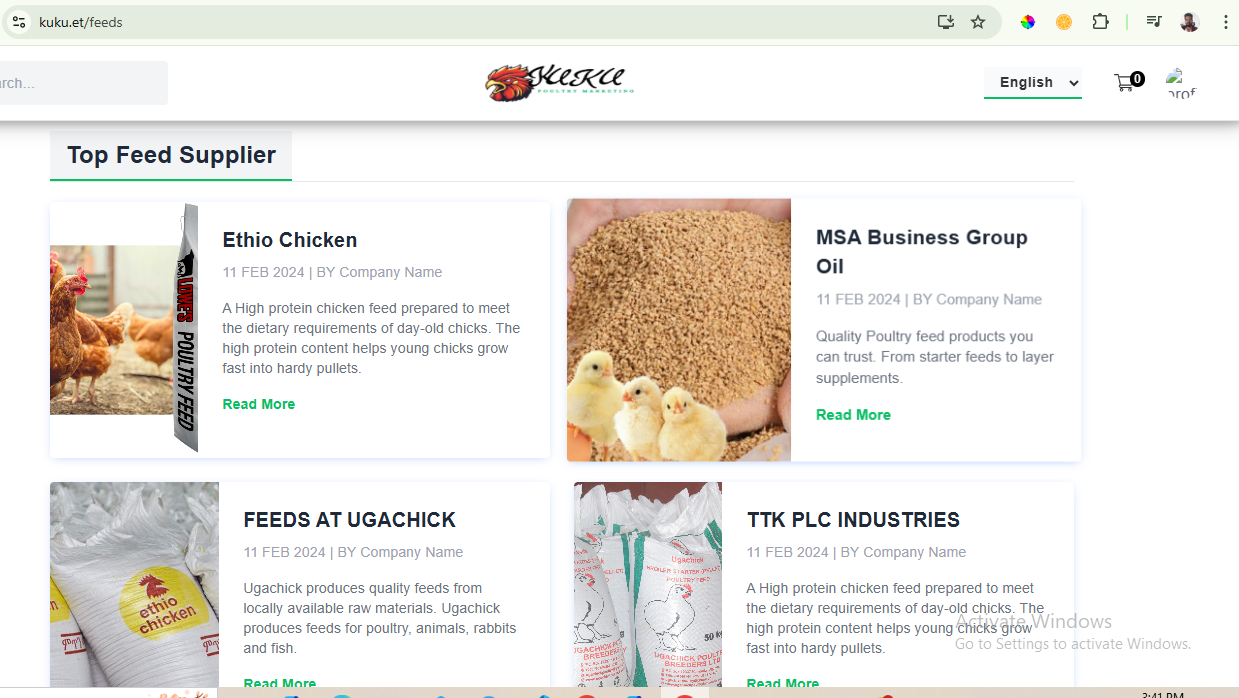 kuku.et/feeds
rch...
KUKU
POULTRY MARKETING
English
0
prof
Top Feed Supplier
LOWE'S POULTRY FEED
Ethio Chicken
11 FEB 2024 | BY Company Name
A High protein chicken feed prepared to meet
the dietary requirements of day-old chicks. The
high protein content helps young chicks grow
fast into hardy pullets.
Read More
MSA Business Group
Oil
11 FEB 2024 | BY Company Name
Quality Poultry feed products you
can trust. From starter feeds to layer
supplements.
Read More
ethio
chicken
FEEDS AT UGACHICK
11 FEB 2024 | BY Company Name
Ugachick produces quality feeds from
locally available raw materials. Ugachick
produces feeds for poultry, animals, rabbits
and fish.
Read More
Ugachick
BROILER STARTER
POULTRY FEED
50 k
UGACHICK POULT
BREEDERS LTD
TTK PLC INDUSTRIES
11 FEB 2024 | BY Company Name
A High protein chicken feed prepared to meet
the dietary requirements of day-old chicks. The
high protein content helps young chicks grow
fast into hardy pullets.
Read More
Activate Windows
Go to Settings to activate Windows.
3:41 PM